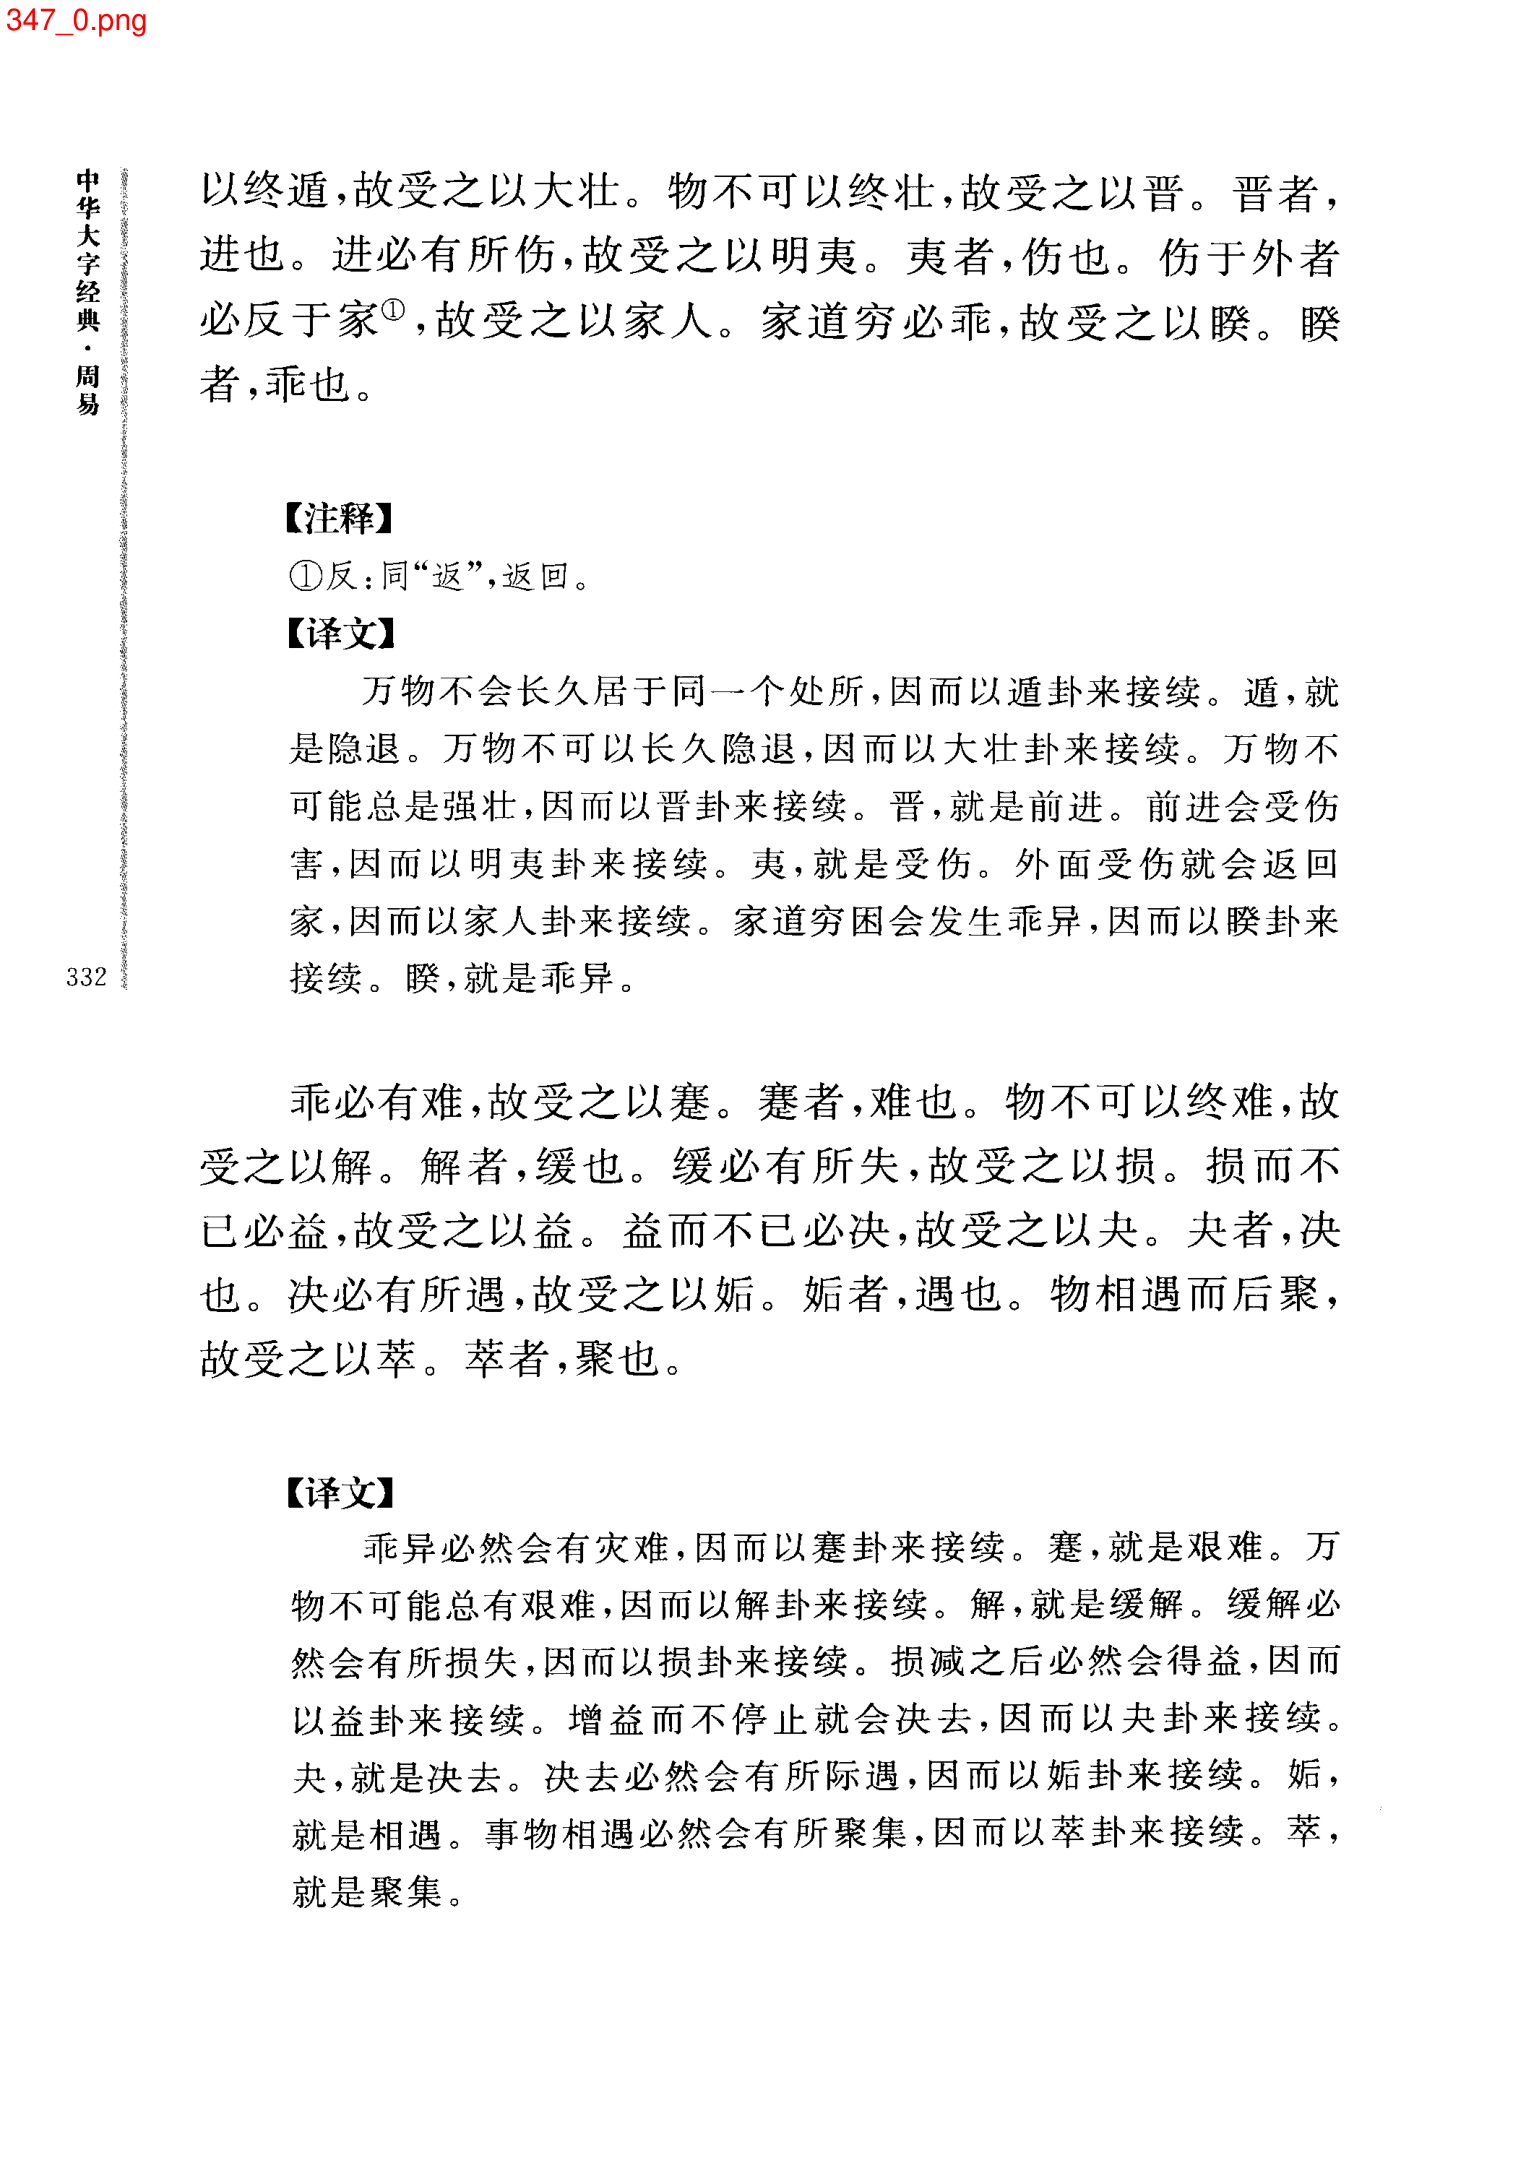 347_0.png
中华大字经典·周易
332
以终遁,故受之以大壮。物不可以终壮,故受之以晋。晋者,
进也。进必有所伤,故受之以明夷。夷者,伤也。伤于外者
必反于家①,故受之以家人。家道穷必乖,故受之以睽。睽
者,乖也。
【注释】
①反:同“返”,返回。
【译文】
万物不会长久居于同一个处所,因而以遁卦来接续。遁,就
是隐退。万物不可以长久隐退,因而以大壮卦来接续。万物不
可能总是强壮,因而以晋卦来接续。晋,就是前进。前进会受伤
害,因而以明夷卦来接续。夷,就是受伤。外面受伤就会返回
家,因而以家人卦来接续。家道穷困会发生乖异,因而以睽卦来
接续。睽,就是乖异。
乖必有难,故受之以蹇。蹇者,难也。物不可以终难,故
受之以解。解者,缓也。缓必有所失,故受之以损。损而不
已必益,故受之以益。益而不已必决,故受之以夬。夬者,决
也。决必有所遇,故受之以姤。姤者,遇也。物相遇而后聚,
故受之以萃。萃者,聚也。
【译文】
乖异必然会有灾难,因而以蹇卦来接续。蹇,就是艰难。万
物不可能总有艰难,因而以解卦来接续。解,就是缓解。缓解必
然会有所损失,因而以损卦来接续。损减之后必然会得益,因而
以益卦来接续。增益而不停止就会决去,因而以夬卦来接续。
夬,就是决去。决去必然会有所际遇,因而以姤卦来接续。姤,
就是相遇。事物相遇必然会有所聚集,因而以萃卦来接续。萃,
就是聚集。